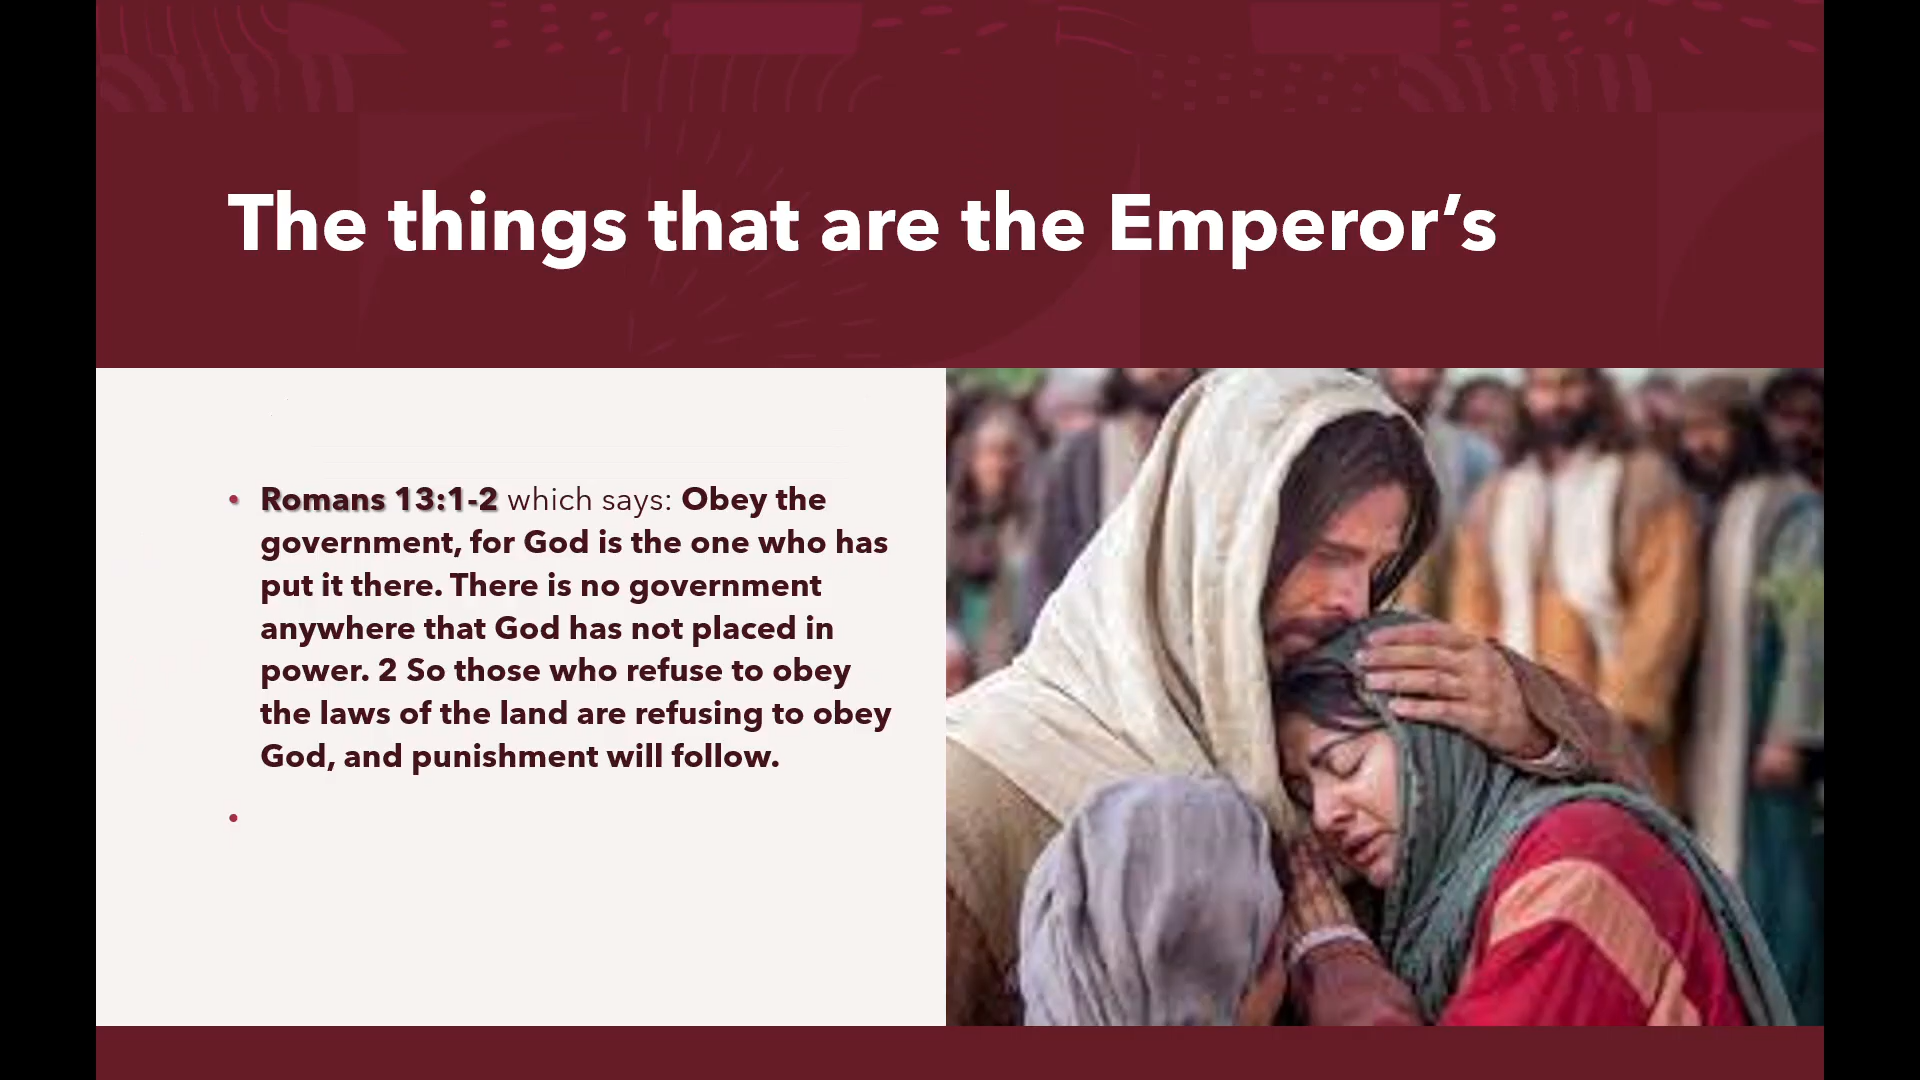 The things that are the Emperor’s
• Romans 13:1-2 which says: Obey the
government, for God is the one who has
put it there. There is no government
anywhere that God has not placed in
power. 2 So those who refuse to obey
the laws of the land are refusing to obey
God, and punishment will follow.
•